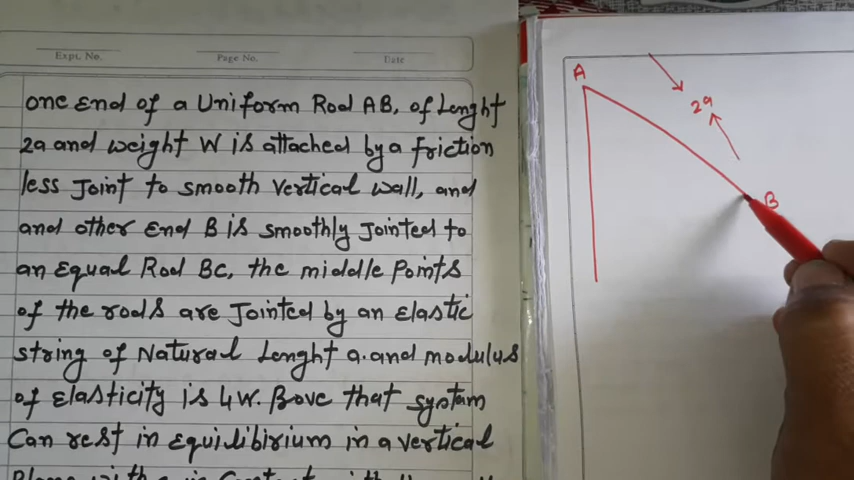 Expt. No.
Page No.
Date
one End of a Uniform Rod AB, of Lenght
2a and weight W is attached by a friction
less Joint to smooth vertical wall, and
and other End B is smoothly Jointed to
an Equal Rod BC, the middle Points
of the rods are Jointed by an Elastic
string of Natural Lenght a. and modulus
of Elasticity is 4W. Prove that system
Can rest in Equilibirium in a vertical
A
2a
B